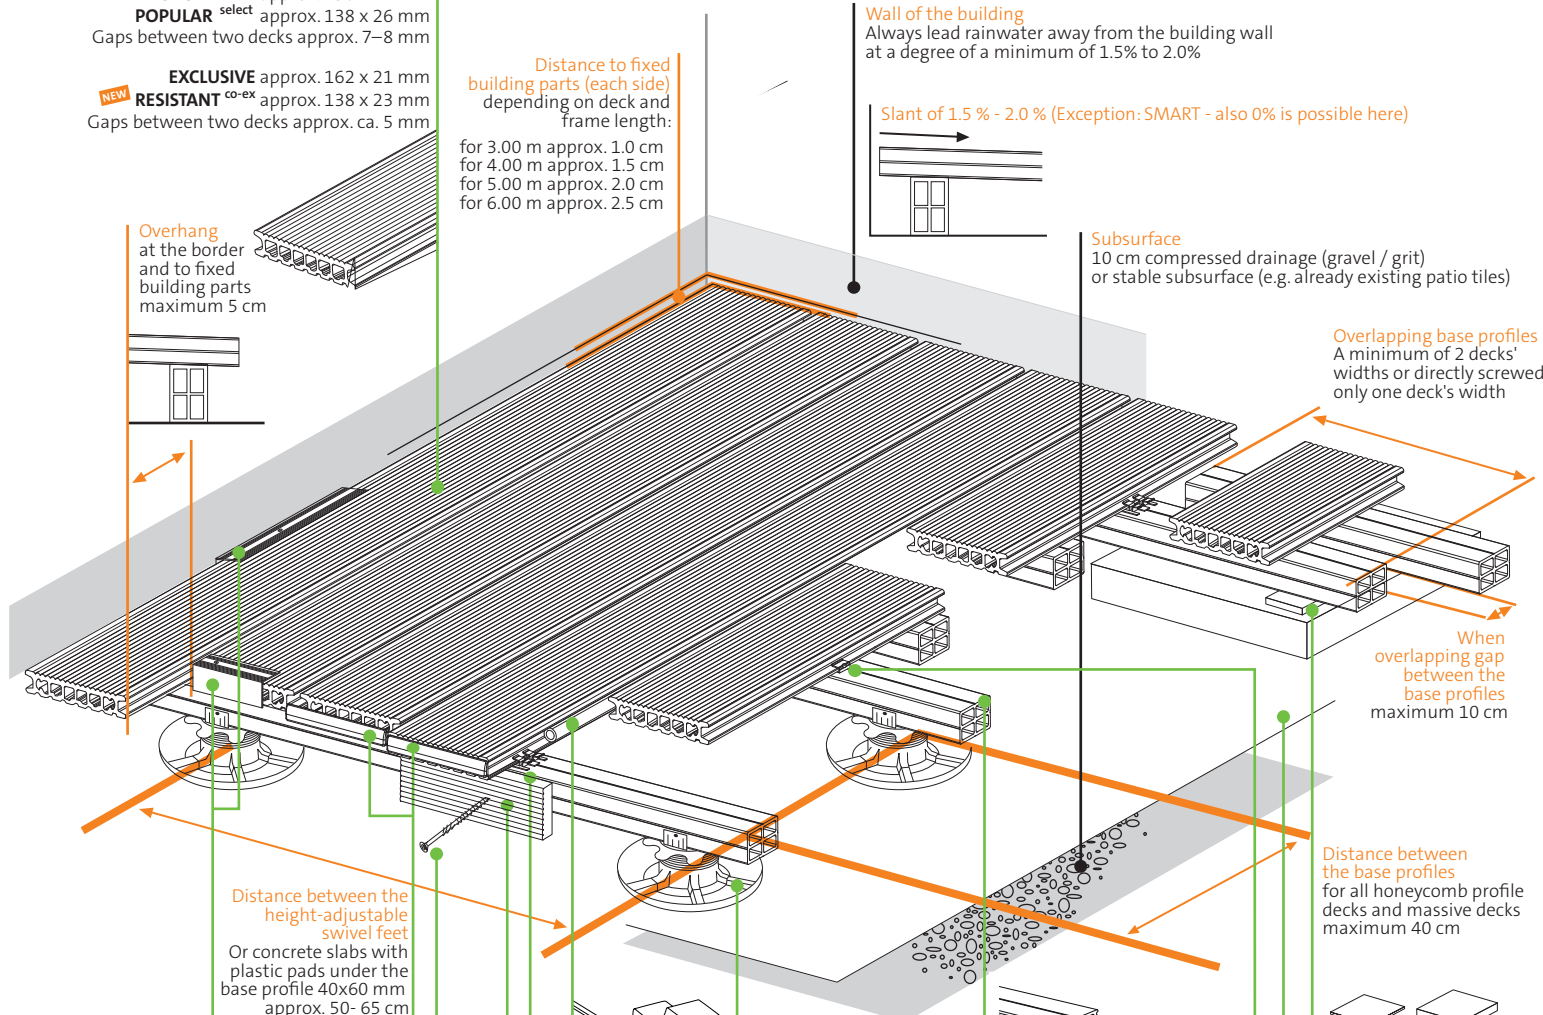 POPULAR select approx. 138 x 26 mm
Gaps between two decks approx. 7–8 mm
EXCLUSIVE approx. 162 x 21 mm
NEW RESISTANT co-ex approx. 138 x 23 mm
Gaps between two decks approx. ca. 5 mm
Distance to fixed
building parts (each side)
depending on deck and
frame length:
for 3.00 m approx. 1.0 cm
for 4.00 m approx. 1.5 cm
for 5.00 m approx. 2.0 cm
for 6.00 m approx. 2.5 cm
Wall of the building
Always lead rainwater away from the building wall
at a degree of a minimum of 1.5% to 2.0%
Slant of 1.5 % - 2.0 % (Exception: SMART - also 0% is possible here)
Overhang
at the border
and to fixed
building parts
maximum 5 cm
Subsurface
10 cm compressed drainage (gravel / grit)
or stable subsurface (e.g. already existing patio tiles)
Overlapping base profiles
A minimum of 2 decks'
widths or directly screwed
only one deck's width
When
overlapping gap
between the
base profiles
maximum 10 cm
Distance between
the base profiles
for all honeycomb profile
decks and massive decks
maximum 40 cm
Distance between the
height-adjustable
swivel feet
Or concrete slabs with
plastic pads under the
base profile 40x60 mm
approx. 50- 65 cm